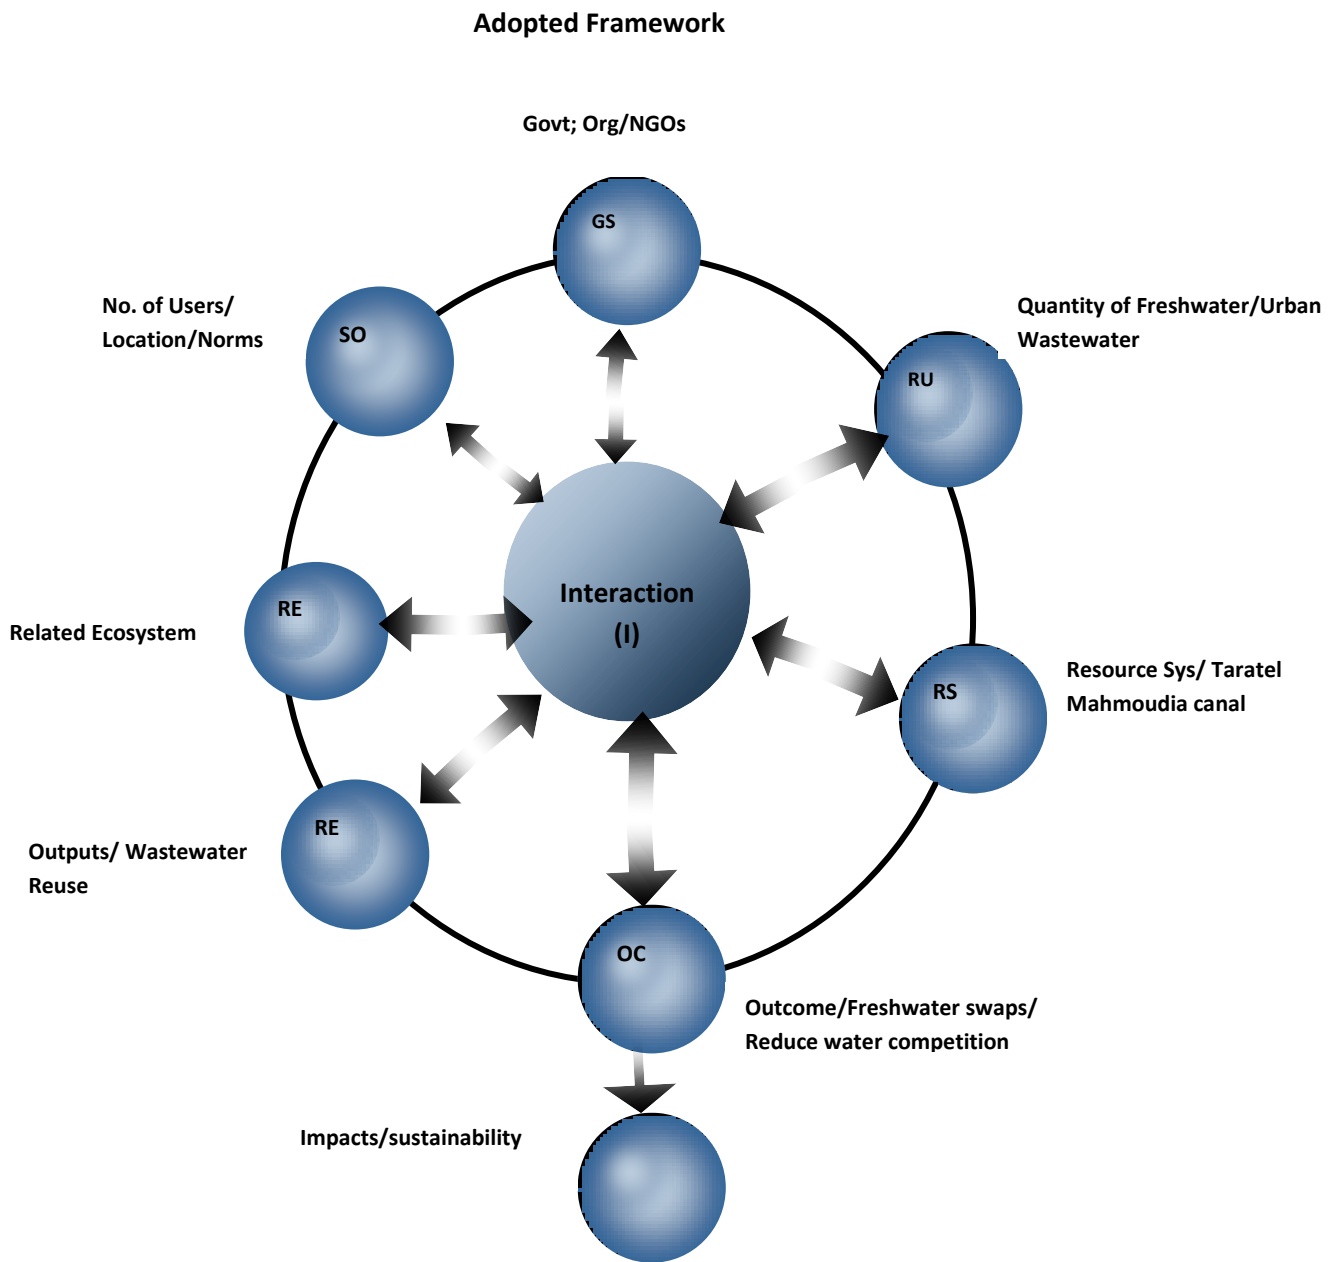 Adopted Framework
Govt; Org/NGOs
GS
No. of Users/
Location/Norms
SO
Quantity of Freshwater/Urban
Wastewater
RU
Interaction
(I)
RE
Related Ecosystem
Resource Sys/ Taratel
Mahmoudia canal
RS
RE
Outputs/ Wastewater
Reuse
OC
Outcome/Freshwater swaps/
Reduce water competition
Impacts/sustainability